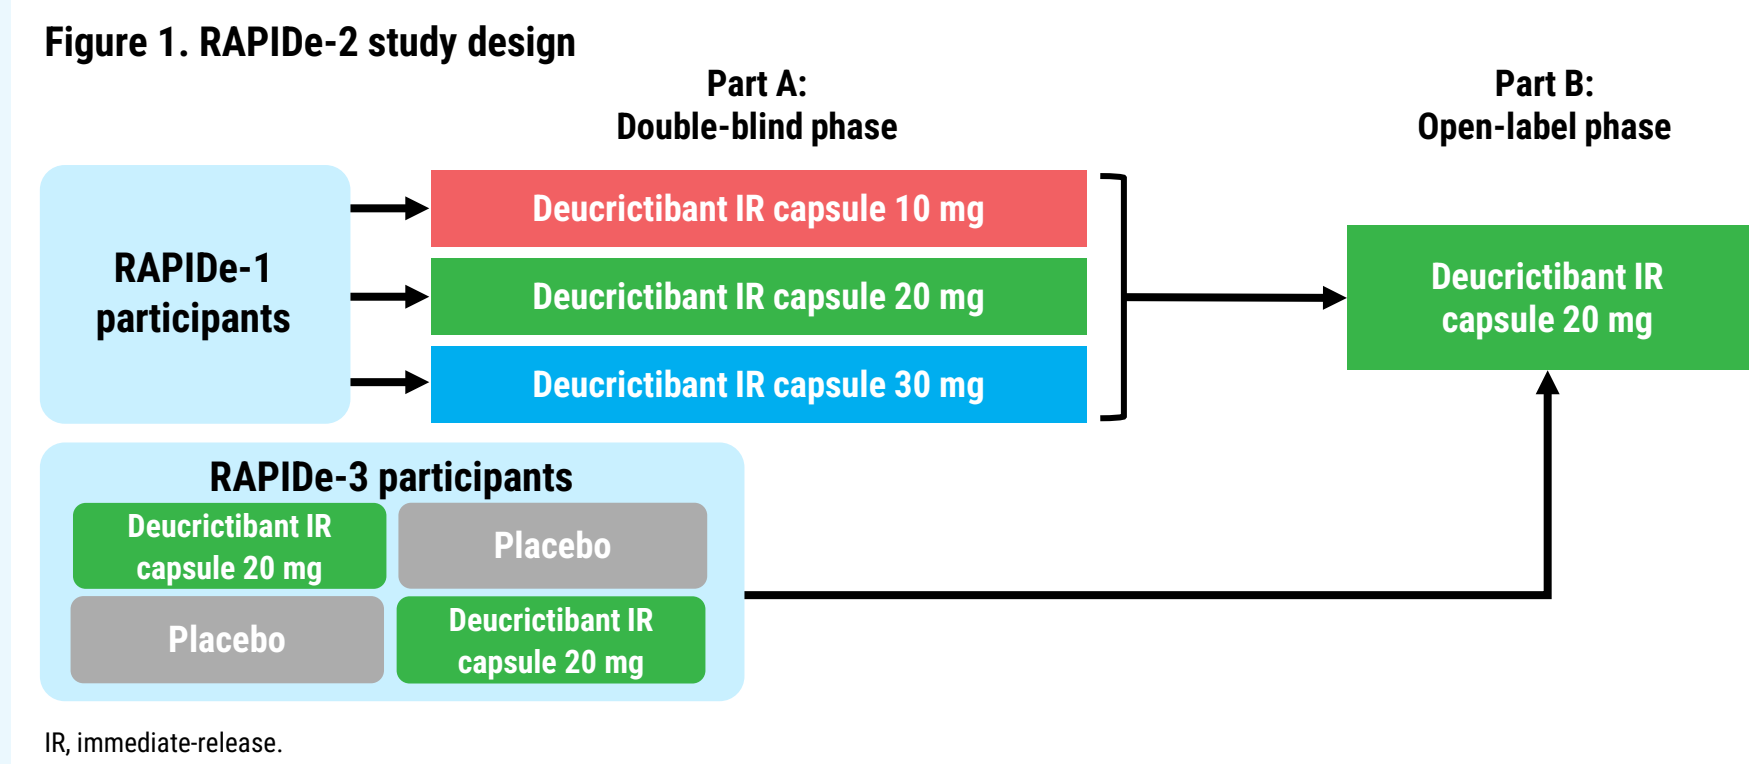 Figure 1. RAPIDe-2 study design
Part A:
Double-blind phase
Part B:
Open-label phase
RAPIDe-1
participants
Deucrictibant IR capsule 10 mg
Deucrictibant IR capsule 20 mg
Deucrictibant IR capsule 30 mg
Deucrictibant IR
capsule 20 mg
RAPIDe-3 participants
Deucrictibant IR
capsule 20 mg
Placebo
Placebo
Deucrictibant IR
capsule 20 mg
IR, immediate-release.